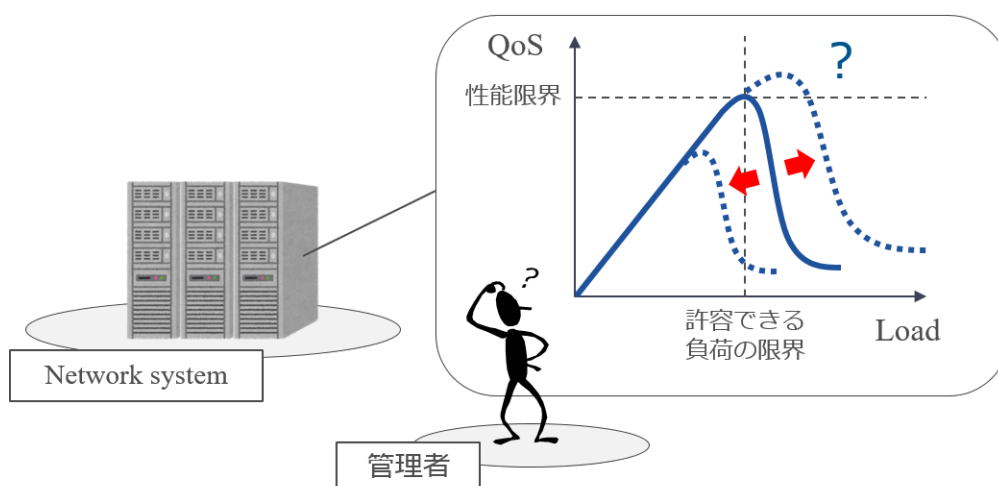 QoS
?
性能限界
許容できる
負荷の限界
Load
?
Network system
管理者